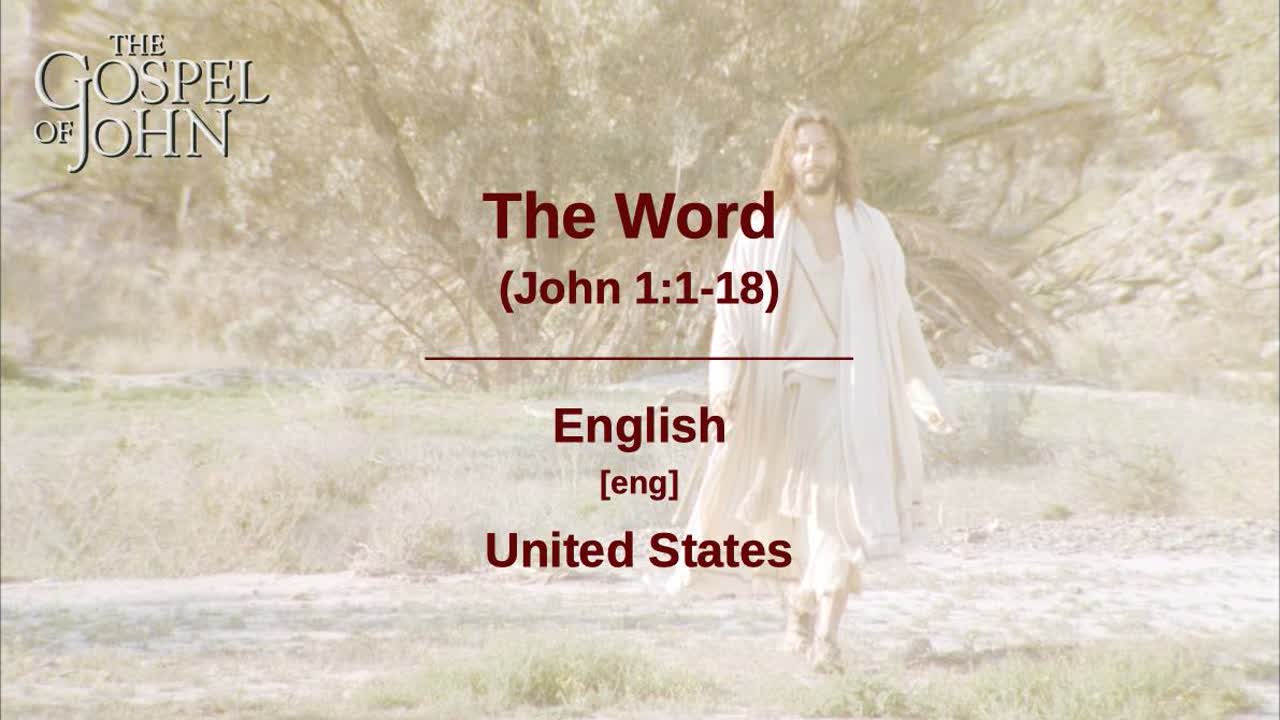 THE
GOSPEL
OF JOHN
The Word
(John 1:1-18)
English
[eng]
United States